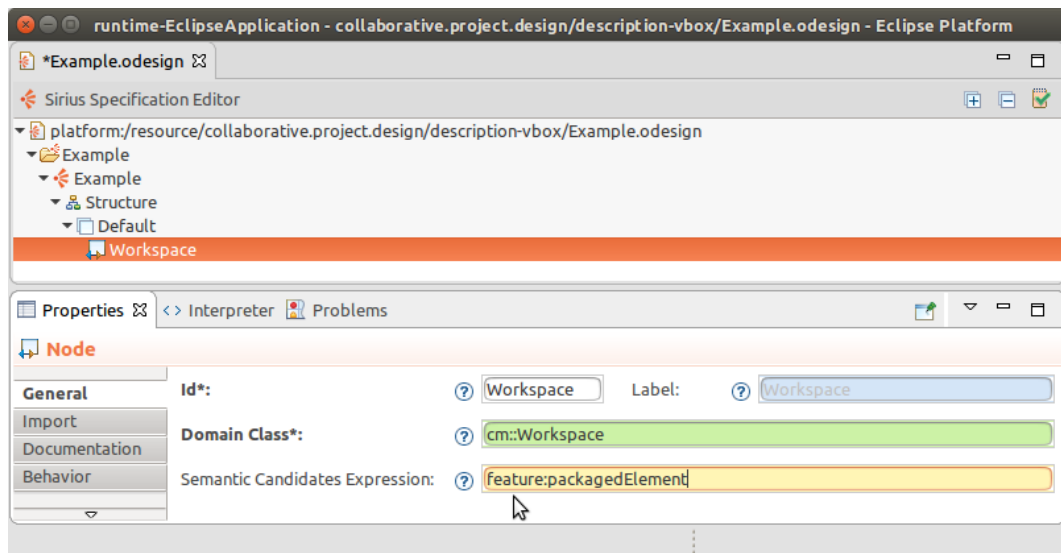 runtime-EclipseApplication - collaborative.project.design/description-vbox/Example.odesign - Eclipse Platform
*Example.odesign
Sirius Specification Editor
platform:/resource/collaborative.project.design/description-vbox/Example.odesign
Example
Example
Structure
Default
Workspace
Properties <> Interpreter Problems
Node
General
Import
Documentation
Behavior
Id*: ? Workspace Label: ? Workspace
Domain Class*: ? cm::Workspace
Semantic Candidates Expression: ? feature:packagedElement